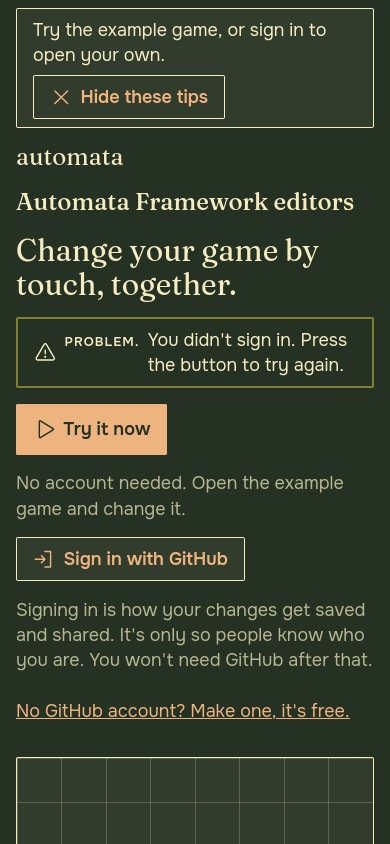 Try the example game, or sign in to
open your own.
Hide these tips
automata
Automata Framework editors
Change your game by
touch, together.
PROBLEM. You didn't sign in. Press
the button to try again.
Try it now
No account needed. Open the example
game and change it.
Sign in with GitHub
Signing in is how your changes get saved
and shared. It's only so people know who
you are. You won't need GitHub after that.
No GitHub account? Make one, it's free.